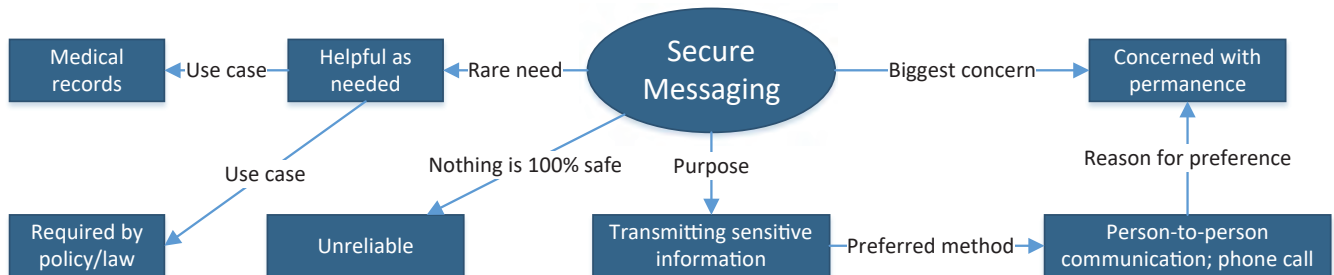 Secure
Messaging
Medical
records
Use case
Helpful as
needed
Rare need
Biggest concern
Concerned with
permanence
Nothing is 100% safe
Purpose
Reason for preference
Use case
Required by
policy/law
Unreliable
Transmitting sensitive
information
Preferred method
Person-to-person
communication; phone call